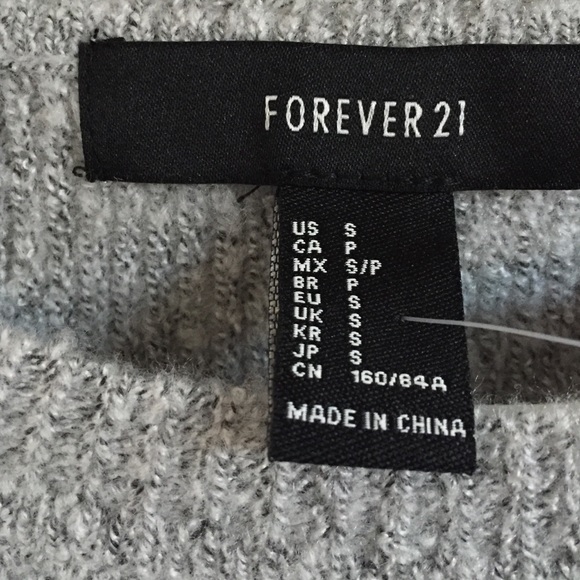 FOREVER 21
US S
CA P
MX S/P
BR P
EU S
UK S
KR S
JP S
CN 160/84A
MADE IN CHINA